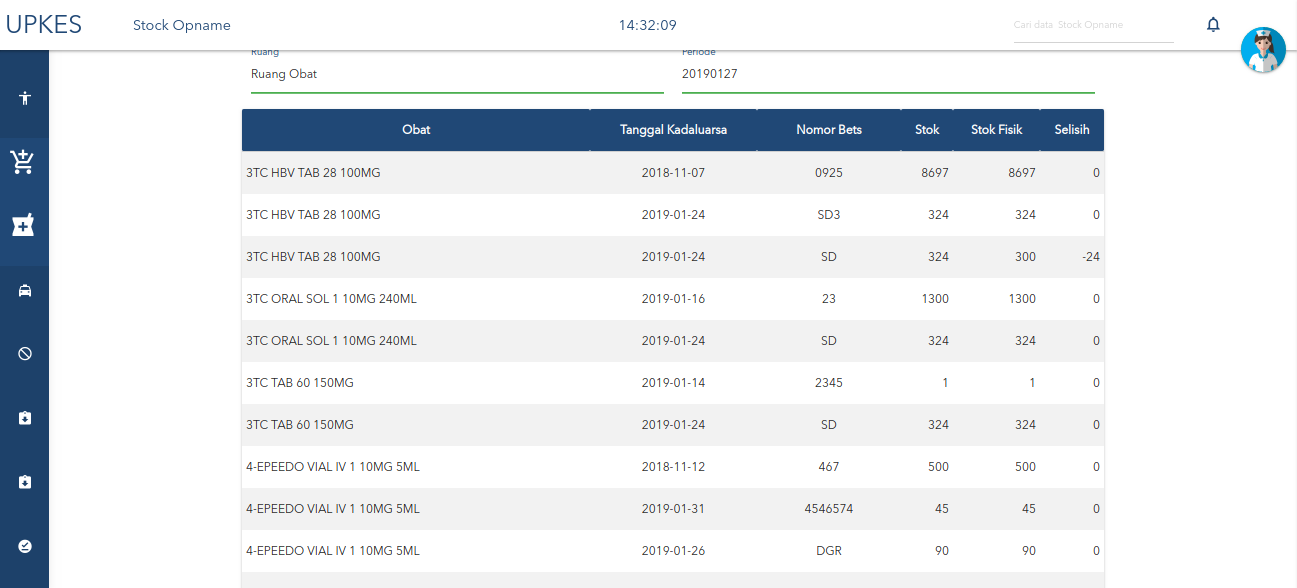 UPKES Stock Opname 14:32:09 Cari data Stock Opname
Ruang Periode
Ruang Obat 20190127
Obat Tanggal Kadaluarsa Nomor Bets Stok Stok Fisik Selisih
3TC HBV TAB 28 100MG 2018-11-07 0925 8697 8697 0
3TC HBV TAB 28 100MG 2019-01-24 SD3 324 324 0
3TC HBV TAB 28 100MG 2019-01-24 SD 324 300 -24
3TC ORAL SOL 1 10MG 240ML 2019-01-16 23 1300 1300 0
3TC ORAL SOL 1 10MG 240ML 2019-01-24 SD 324 324 0
3TC TAB 60 150MG 2019-01-14 2345 1 1 0
3TC TAB 60 150MG 2019-01-24 SD 324 324 0
4-EPEEDO VIAL IV 1 10MG 5ML 2018-11-12 467 500 500 0
4-EPEEDO VIAL IV 1 10MG 5ML 2019-01-31 4546574 45 45 0
4-EPEEDO VIAL IV 1 10MG 5ML 2019-01-26 DGR 90 90 0